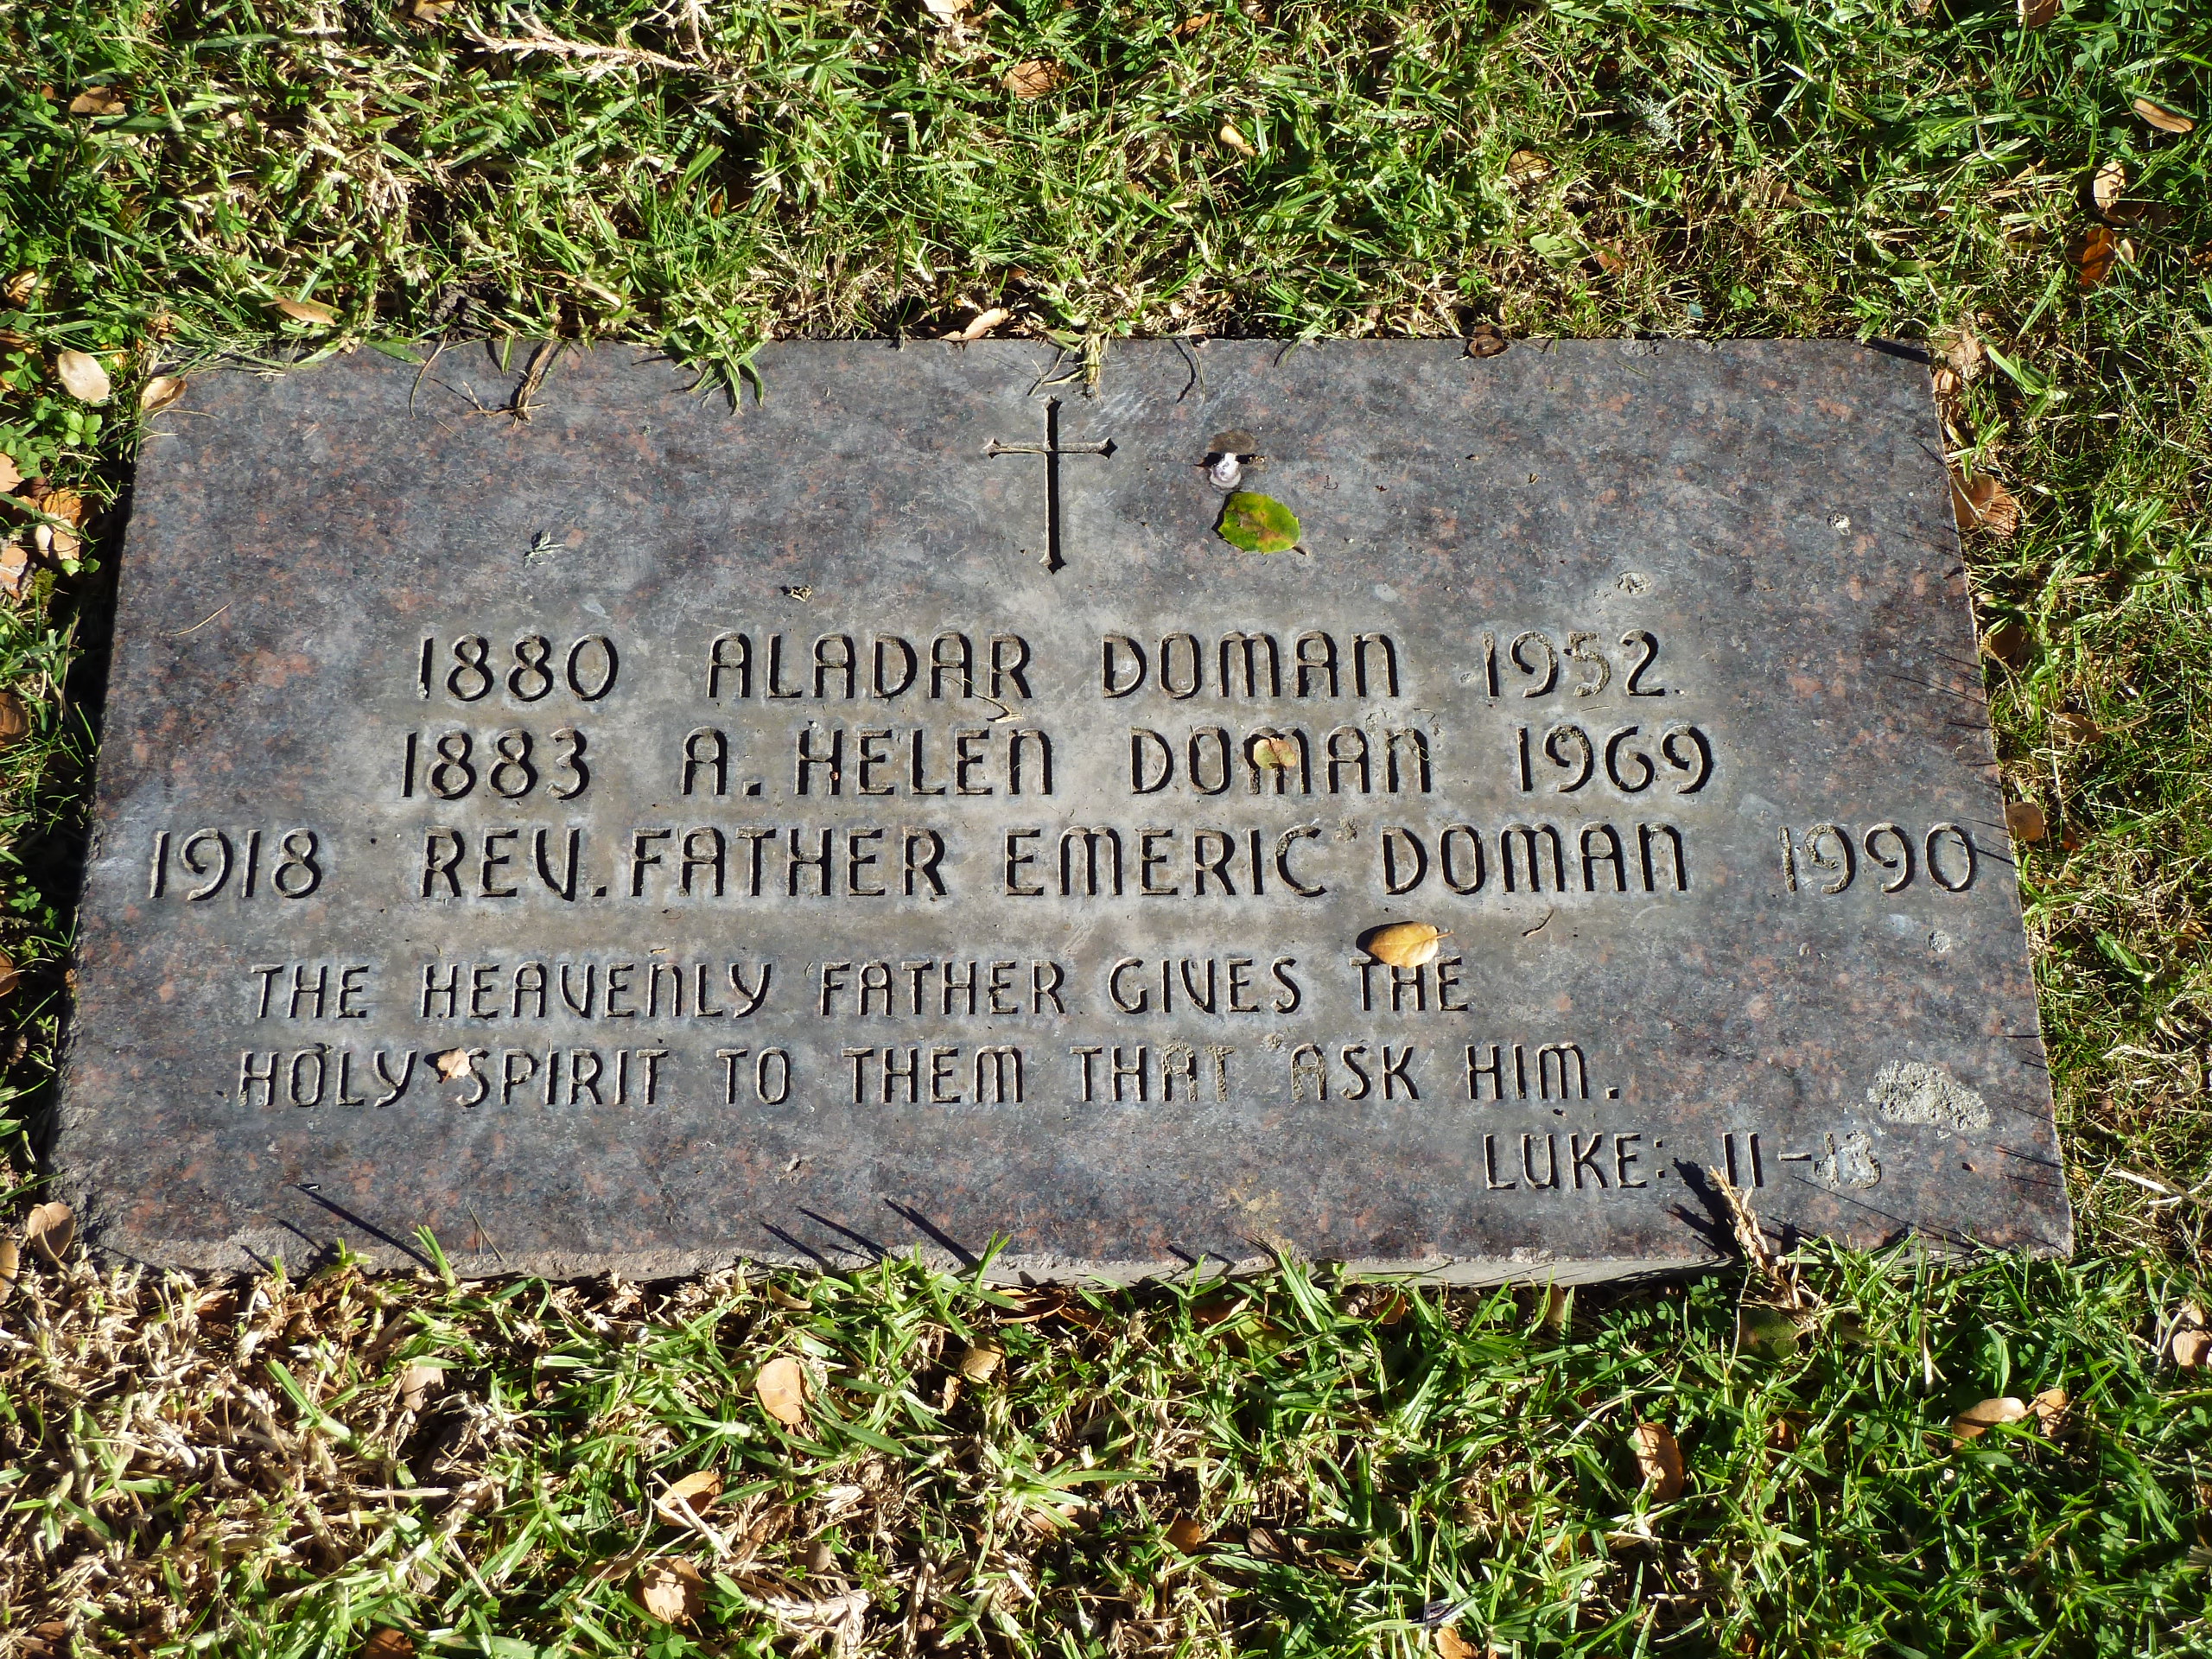 1880 ALADAR DOMAN 1952
1883 A. HELEN DOMAN 1969
1918 REV. FATHER EMERIC DOMAN 1990
THE HEAVENLY FATHER GIVES THE
HOLY SPIRIT TO THEM THAT ASK HIM.
LUKE: 11-13